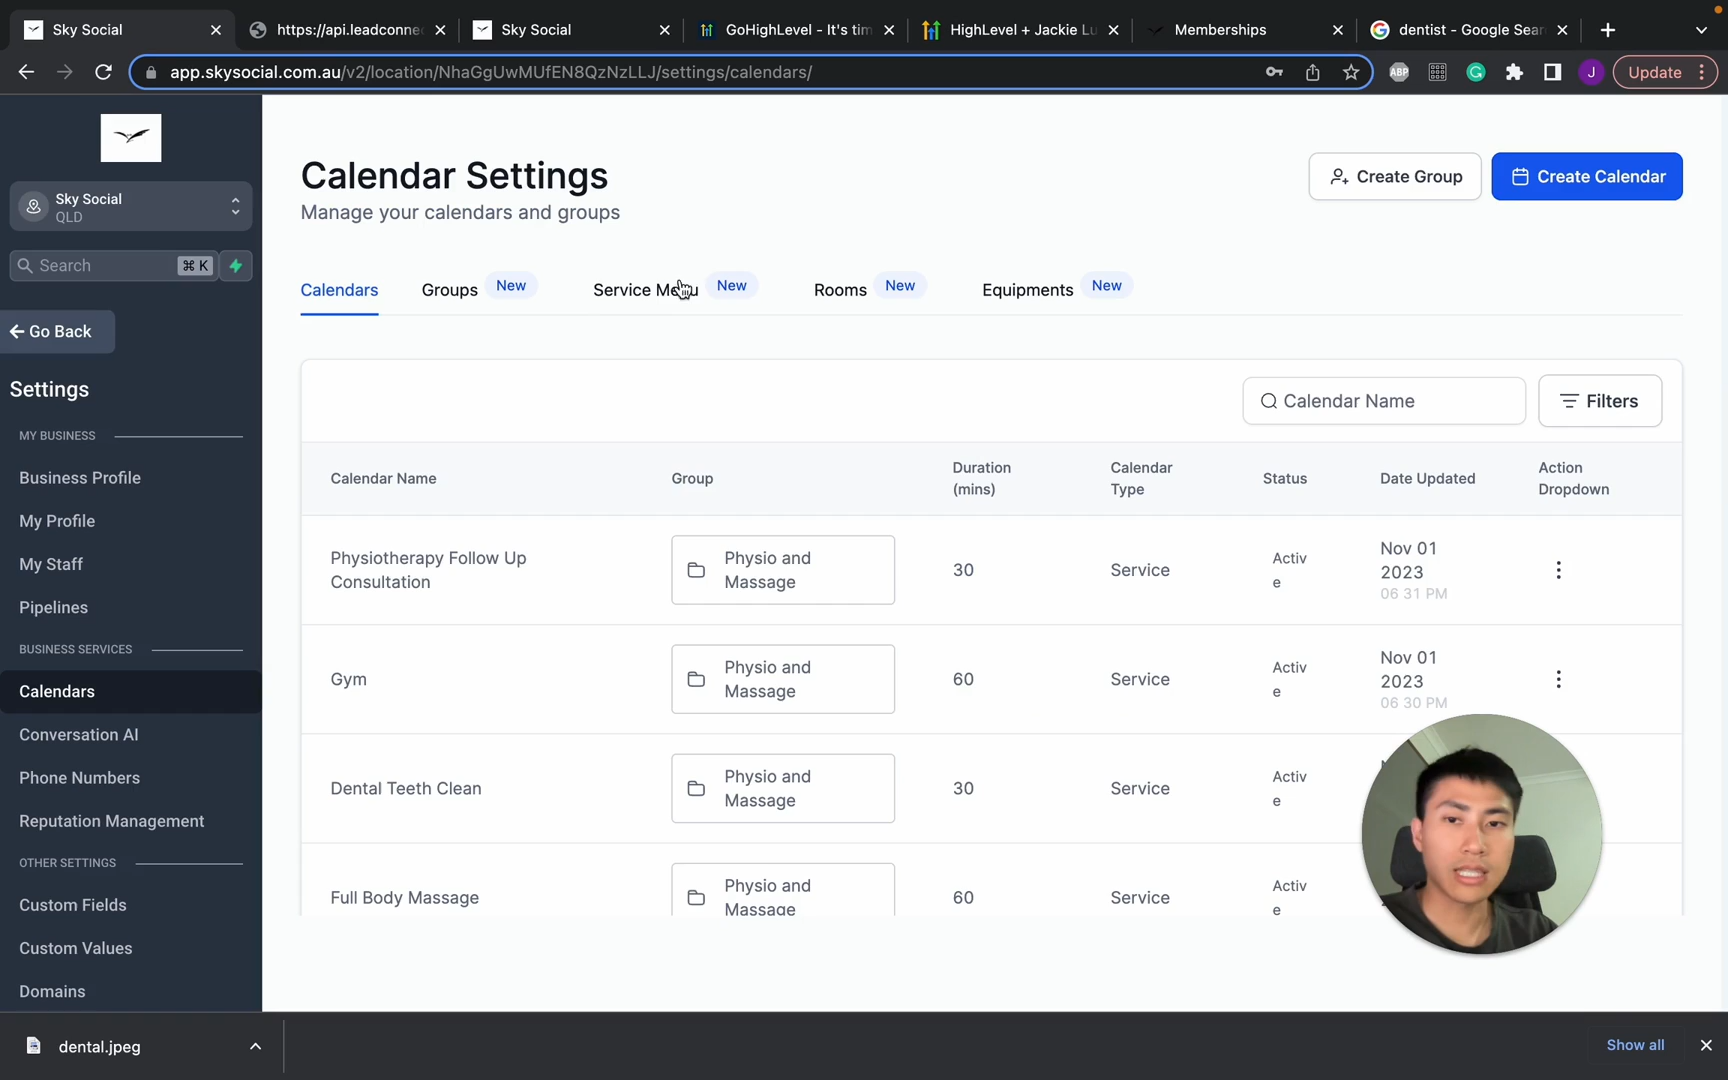 Sky Social
https://api.leadconne
Sky Social
GoHighLevel - It's tim
HighLevel + Jackie Lu
Memberships
dentist - Google Sear
app.skysocial.com.au/v2/location/NhaGgUwMUfEN8QzNzLLJ/settings/calendars/
ABP
J
Update
Sky Social
QLD
Search
⌘ K
Go Back
Settings
MY BUSINESS
Business Profile
My Profile
My Staff
Pipelines
BUSINESS SERVICES
Calendars
Conversation AI
Phone Numbers
Reputation Management
OTHER SETTINGS
Custom Fields
Custom Values
Domains
Calendar Settings
Manage your calendars and groups
Create Group
Create Calendar
Calendars
Groups New
Service Menu New
Rooms New
Equipments New
Calendar Name
Filters
Calendar Name
Group
Duration
(mins)
Calendar
Type
Status
Date Updated
Action
Dropdown
Physiotherapy Follow Up
Consultation
Physio and
Massage
30
Service
Activ
e
Nov 01
2023
06 31 PM
Gym
Physio and
Massage
60
Service
Activ
e
Nov 01
2023
06 30 PM
Dental Teeth Clean
Physio and
Massage
30
Service
Activ
e
Full Body Massage
Physio and
Massage
60
Service
Activ
e
dental.jpeg
Show all